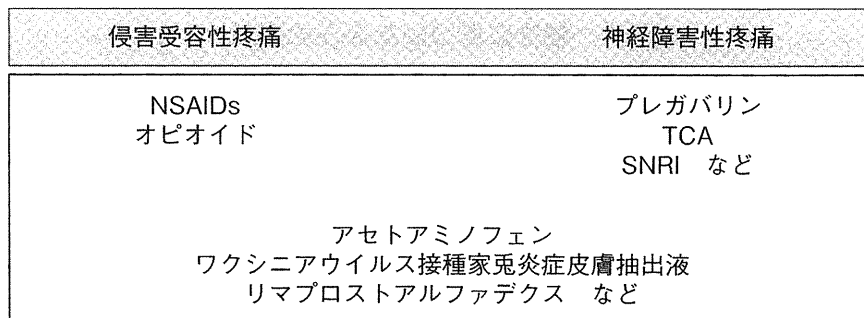 侵害受容性疼痛
神経障害性疼痛
NSAIDs
オピオイド
プレガバリン
TCA
SNRI など
アセトアミノフェン
ワクシニアウイルス接種家兎炎症皮膚抽出液
リマプロストアルファデクス など